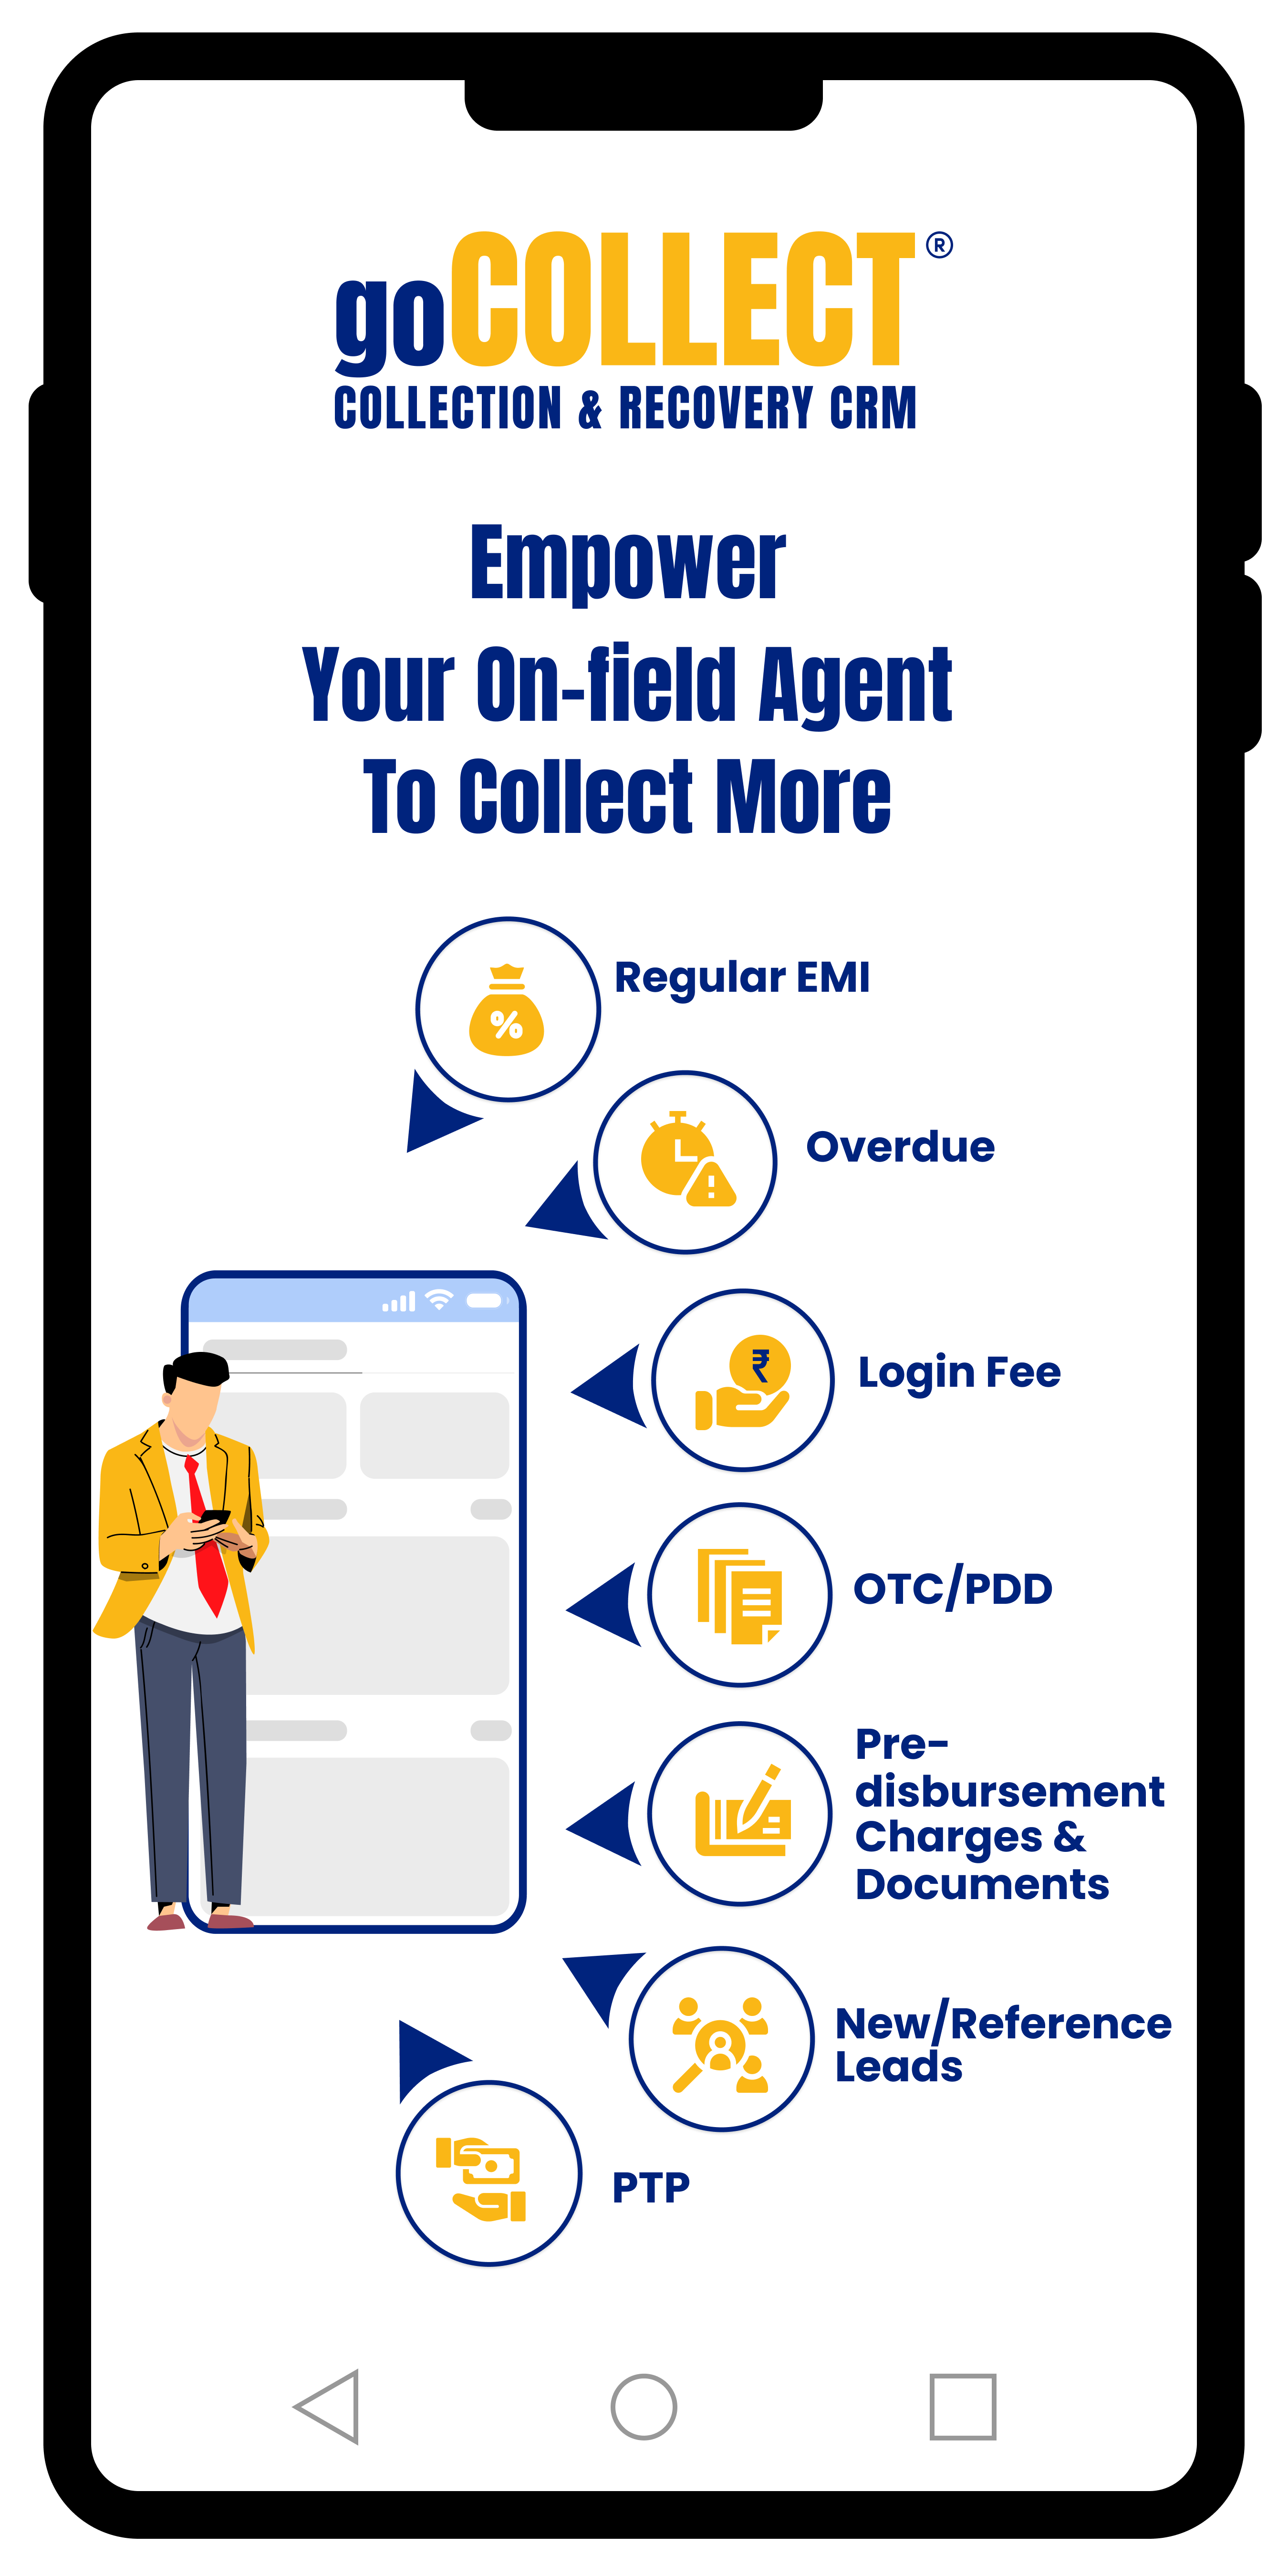 goCOLLECT®
COLLECTION & RECOVERY CRM
Empower
Your On-field Agent
To Collect More
%
Regular EMI
Overdue
₹
Login Fee
OTC/PDD
Pre-
disbursement
Charges &
Documents
New/Reference
Leads
PTP